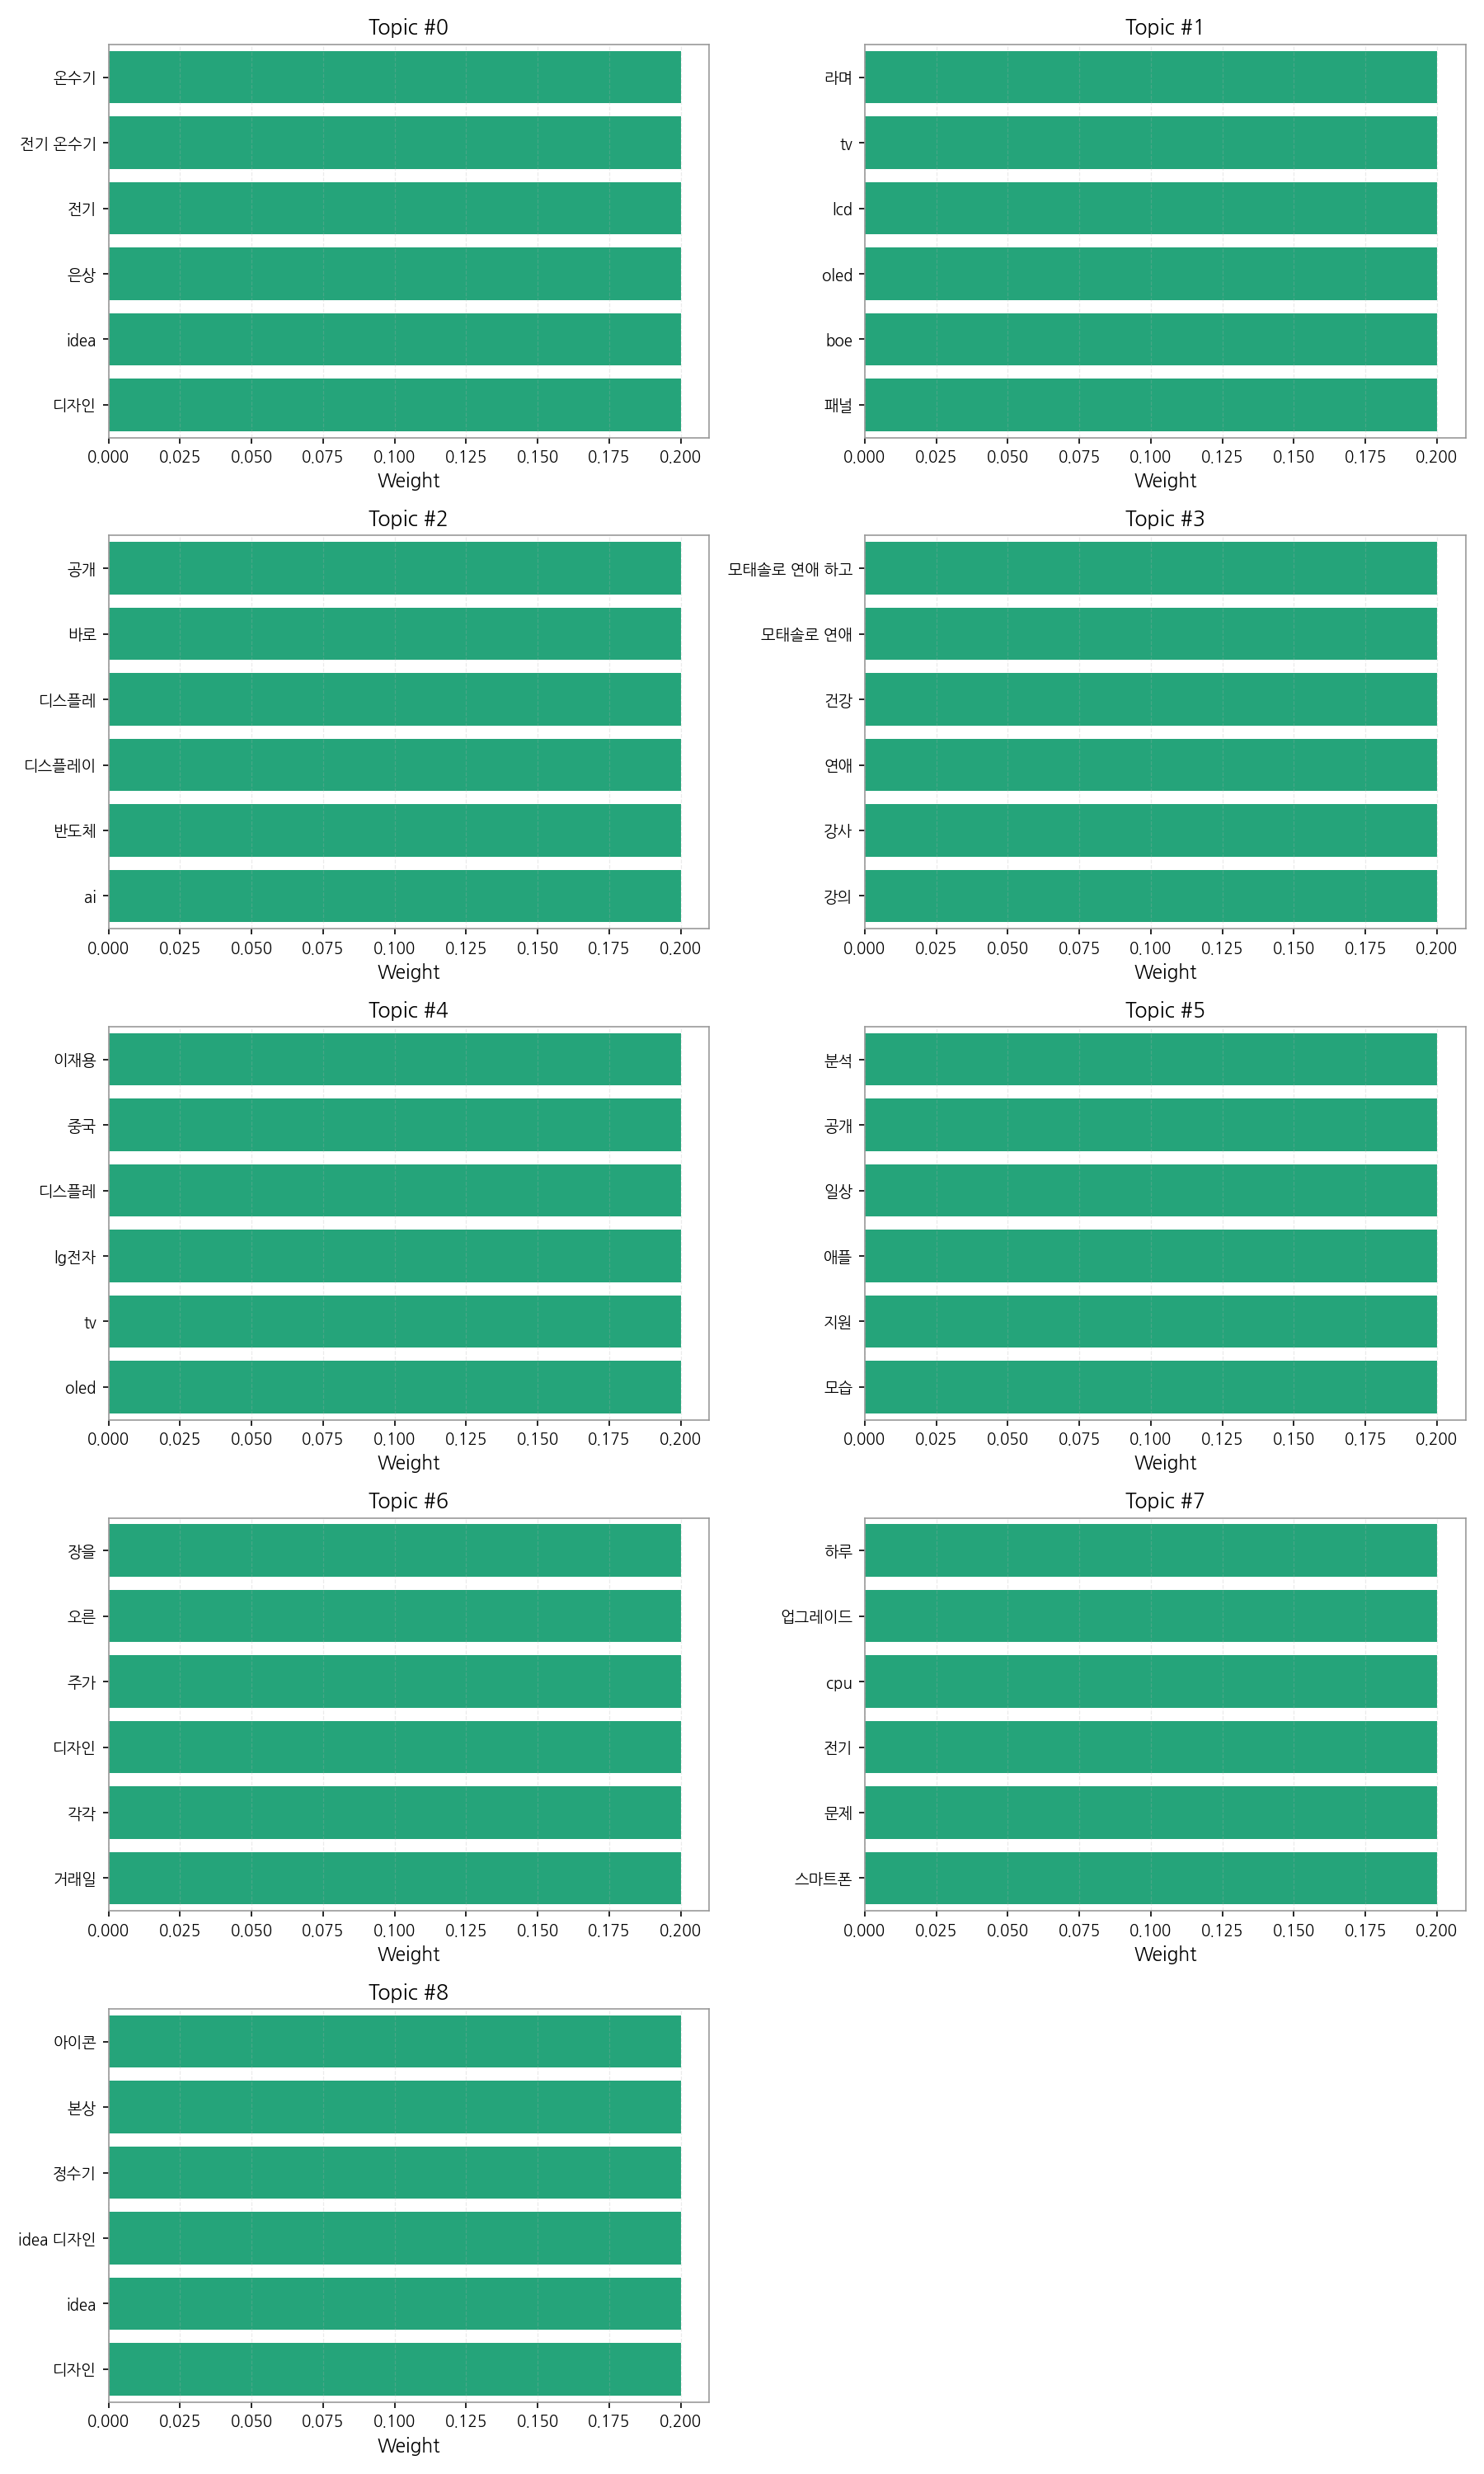 Topic #0
온수기
전기 온수기
전기
은상
idea
디자인
0.000 0.025 0.050 0.075 0.100 0.125 0.150 0.175 0.200
Weight
Topic #1
라며
tv
lcd
oled
boe
패널
0.000 0.025 0.050 0.075 0.100 0.125 0.150 0.175 0.200
Weight
Topic #2
공개
바로
디스플레
디스플레이
반도체
ai
0.000 0.025 0.050 0.075 0.100 0.125 0.150 0.175 0.200
Weight
Topic #3
모태솔로 연애 하고
모태솔로 연애
건강
연애
강사
강의
0.000 0.025 0.050 0.075 0.100 0.125 0.150 0.175 0.200
Weight
Topic #4
이재용
중국
디스플레
lg전자
tv
oled
0.000 0.025 0.050 0.075 0.100 0.125 0.150 0.175 0.200
Weight
Topic #5
분석
공개
일상
애플
지원
모습
0.000 0.025 0.050 0.075 0.100 0.125 0.150 0.175 0.200
Weight
Topic #6
장을
오른
주가
디자인
각각
거래일
0.000 0.025 0.050 0.075 0.100 0.125 0.150 0.175 0.200
Weight
Topic #7
하루
업그레이드
cpu
전기
문제
스마트폰
0.000 0.025 0.050 0.075 0.100 0.125 0.150 0.175 0.200
Weight
Topic #8
아이콘
본상
정수기
idea 디자인
idea
디자인
0.000 0.025 0.050 0.075 0.100 0.125 0.150 0.175 0.200
Weight